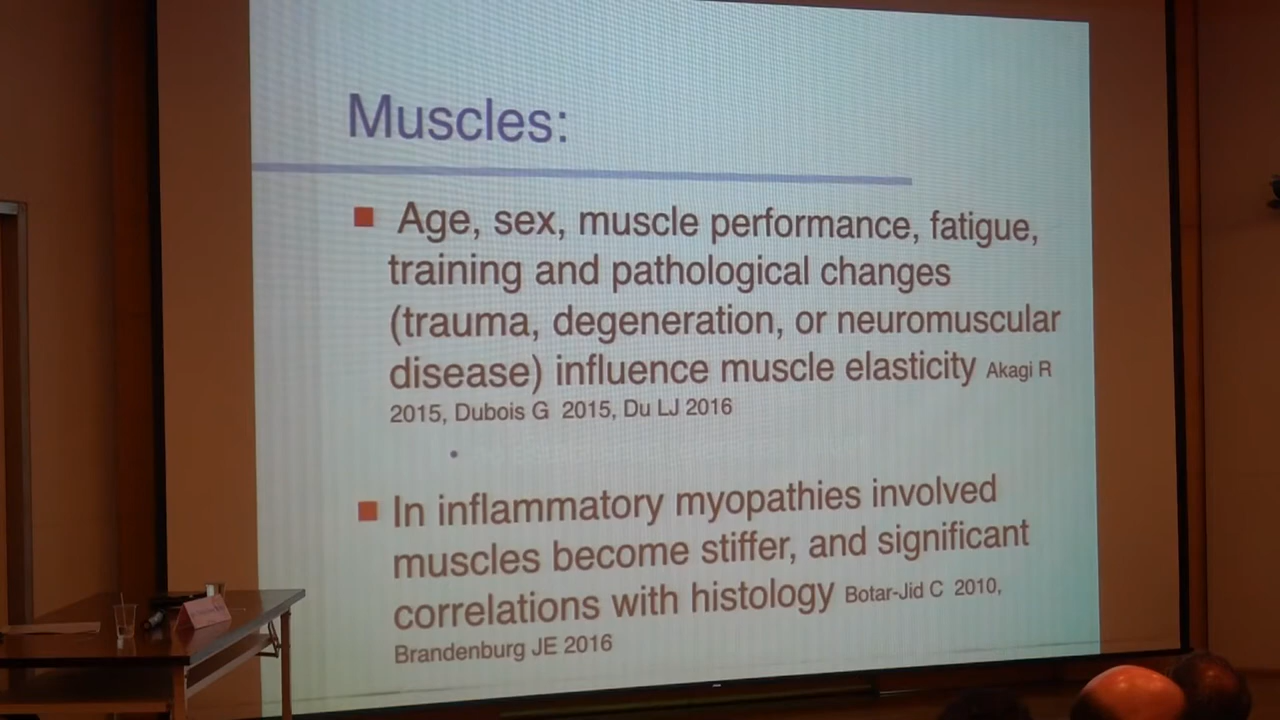 Muscles:
Age, sex, muscle performance, fatigue,
training and pathological changes
(trauma, degeneration, or neuromuscular
disease) influence muscle elasticity Akagi R
2015, Dubois G 2015, Du LJ 2016
In inflammatory myopathies involved
muscles become stiffer, and significant
correlations with histology Botar-Jid C 2010,
Brandenburg JE 2016